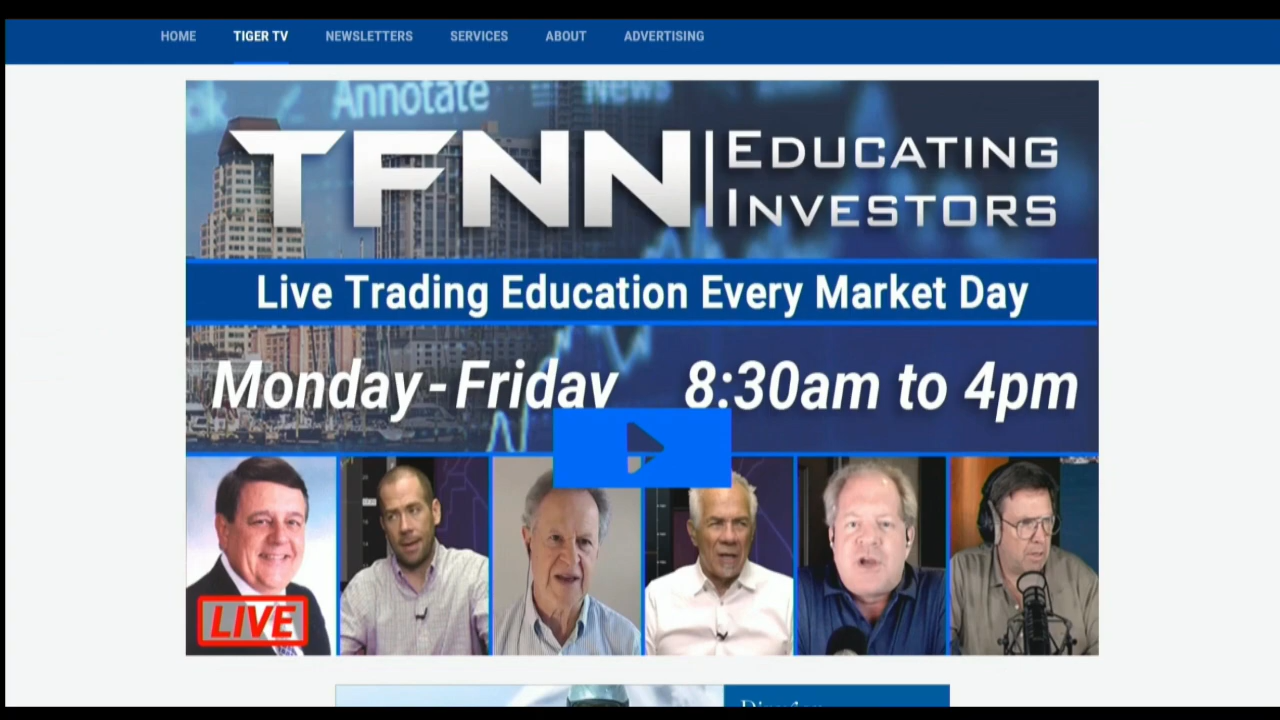 HOME TIGER TV NEWSLETTERS SERVICES ABOUT ADVERTISING
Annotate News
TFNN EDUCATING
INVESTORS
Live Trading Education Every Market Day
Monday-Friday 8:30am to 4pm
LIVE